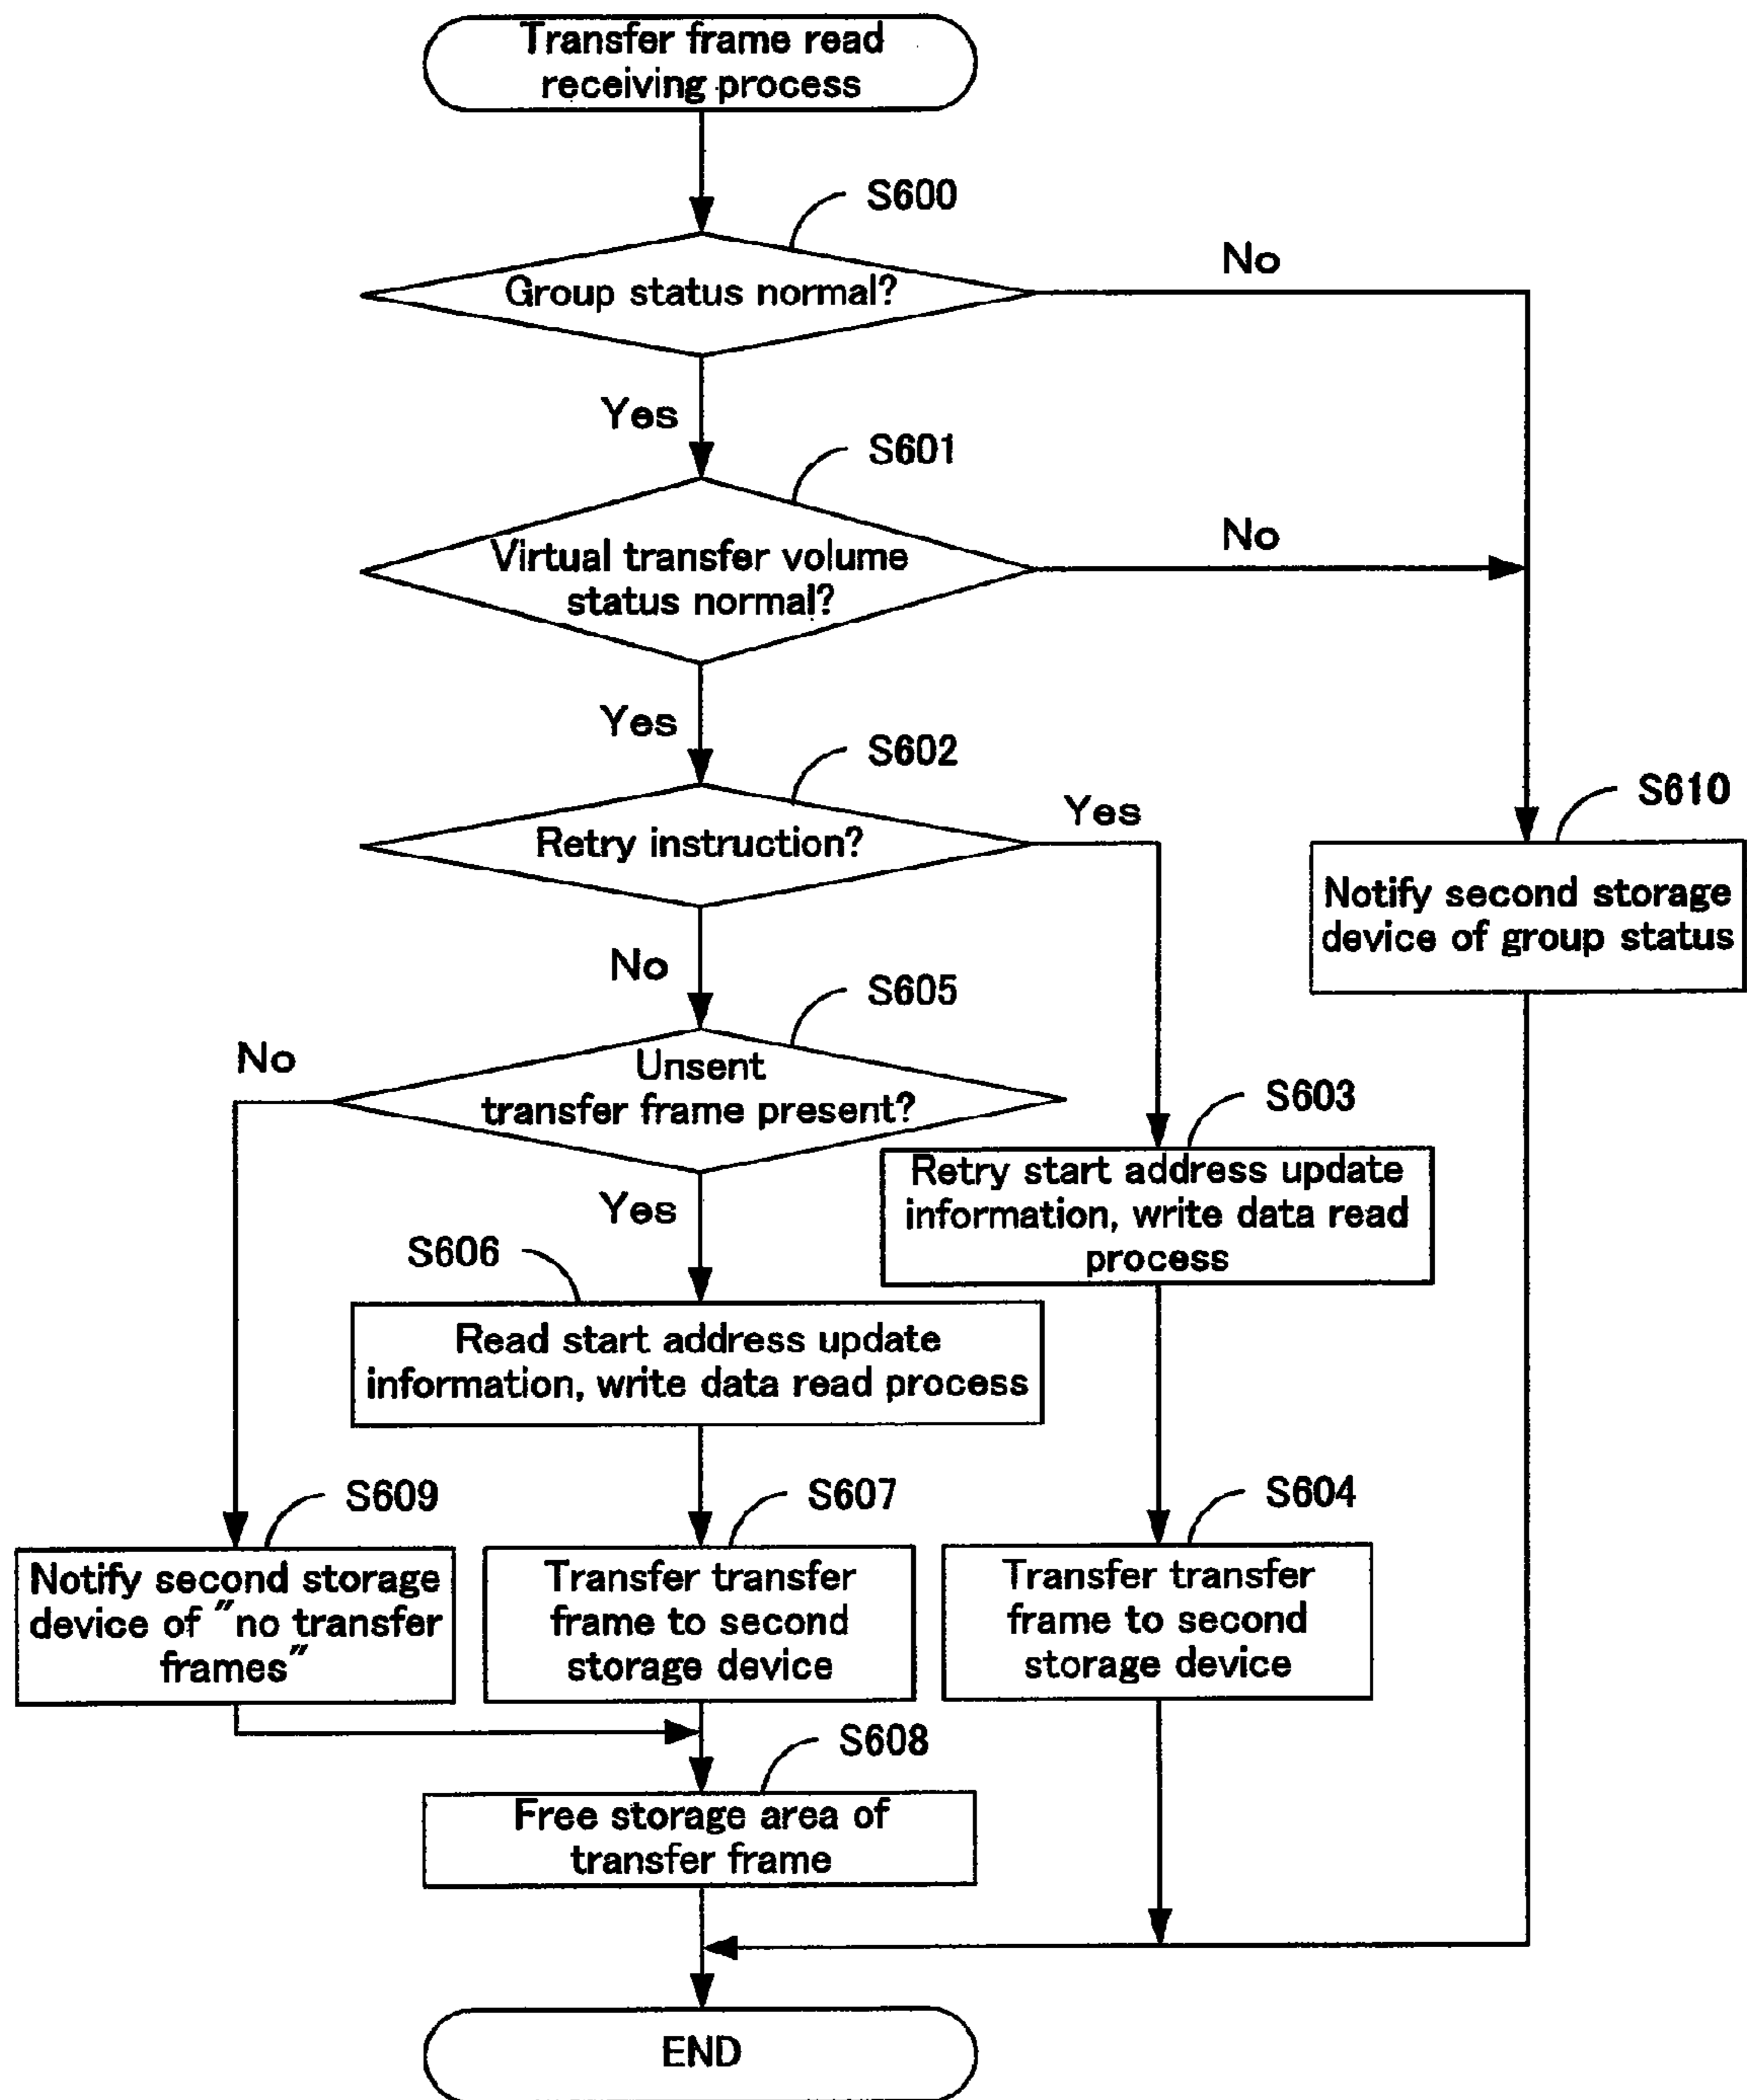 Transfer frame read
receiving process
S600
No
Group status normal?
Yes
S601
No
Virtual transfer volume
status normal?
Yes
S602
Yes
S610
Retry instruction?
Notify second storage
device of group status
No
S605
No
Unsent
transfer frame present?
S603
Retry start address update
information, write data read
process
Yes
S606
Read start address update
information, write data read process
S609
S607
S604
Notify second storage
device of "no transfer
frames"
Transfer transfer
frame to second
storage device
Transfer transfer
frame to second
storage device
S608
Free storage area of
transfer frame
END